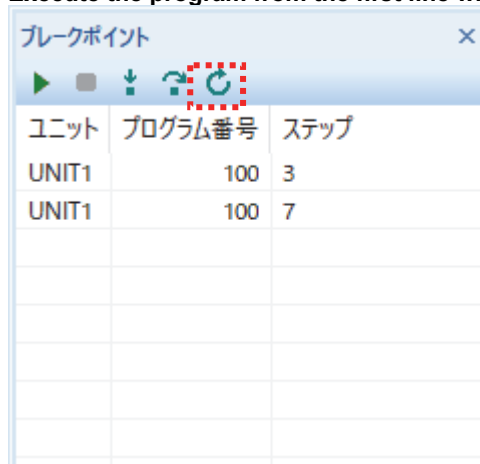 Execute the program from the first line
ブレークポイント
ユニット プログラム番号 ステップ
UNIT1 100 3
UNIT1 100 7